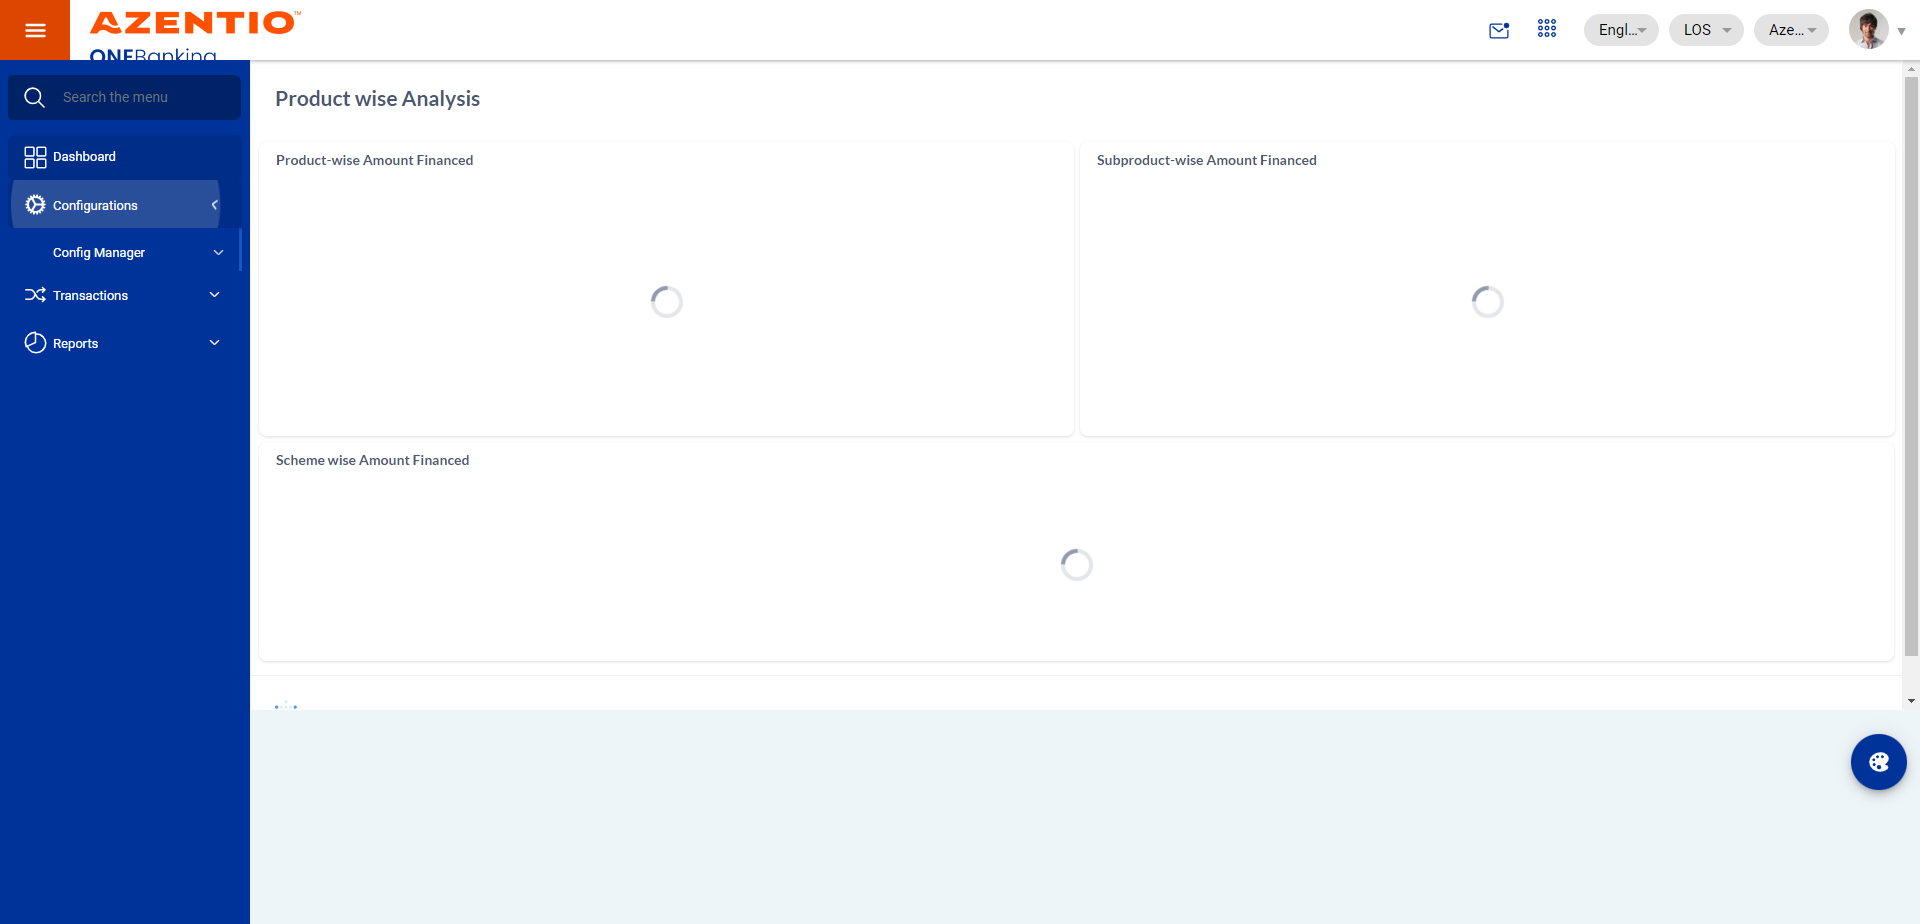 AZENTIO™
ONEBanking
Engl...
LOS
Aze...
Search the menu
Dashboard
Configurations
Config Manager
Transactions
Reports
Product wise Analysis
Product-wise Amount Financed
Subproduct-wise Amount Financed
Scheme wise Amount Financed